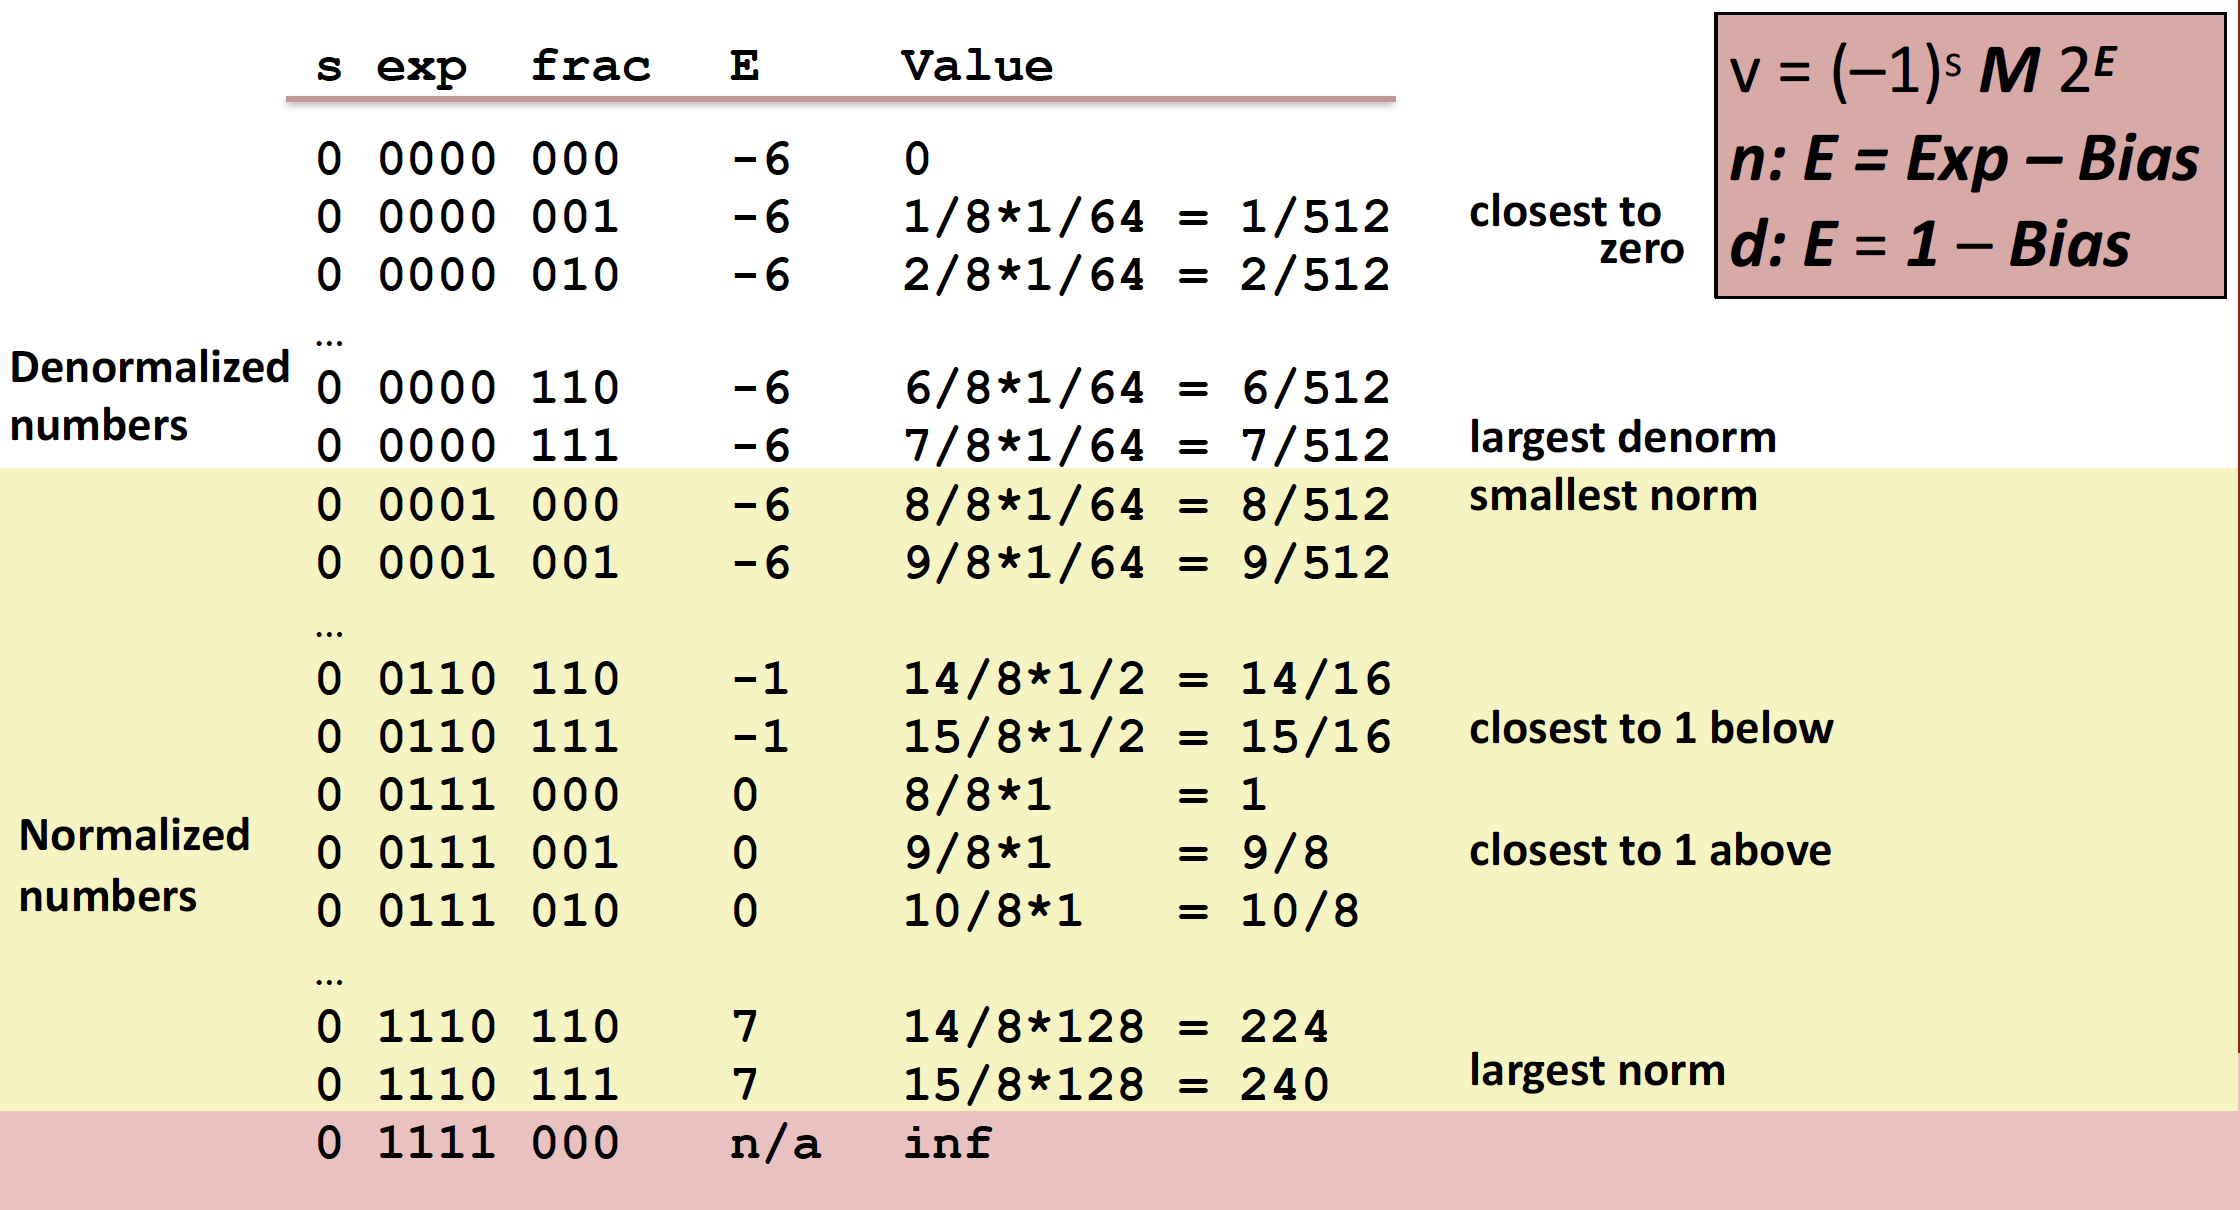 s exp frac E Value
v = (–1)ˢ M 2ᴱ
n: E = Exp – Bias
d: E = 1 – Bias
0 0000 000 -6 0
0 0000 001 -6 1/8*1/64 = 1/512 closest to zero
0 0000 010 -6 2/8*1/64 = 2/512
…
Denormalized numbers
0 0000 110 -6 6/8*1/64 = 6/512
0 0000 111 -6 7/8*1/64 = 7/512 largest denorm
0 0001 000 -6 8/8*1/64 = 8/512 smallest norm
0 0001 001 -6 9/8*1/64 = 9/512
…
0 0110 110 -1 14/8*1/2 = 14/16
0 0110 111 -1 15/8*1/2 = 15/16 closest to 1 below
0 0111 000 0 8/8*1 = 1
Normalized numbers
0 0111 001 0 9/8*1 = 9/8 closest to 1 above
0 0111 010 0 10/8*1 = 10/8
…
0 1110 110 7 14/8*128 = 224
0 1110 111 7 15/8*128 = 240 largest norm
0 1111 000 n/a inf